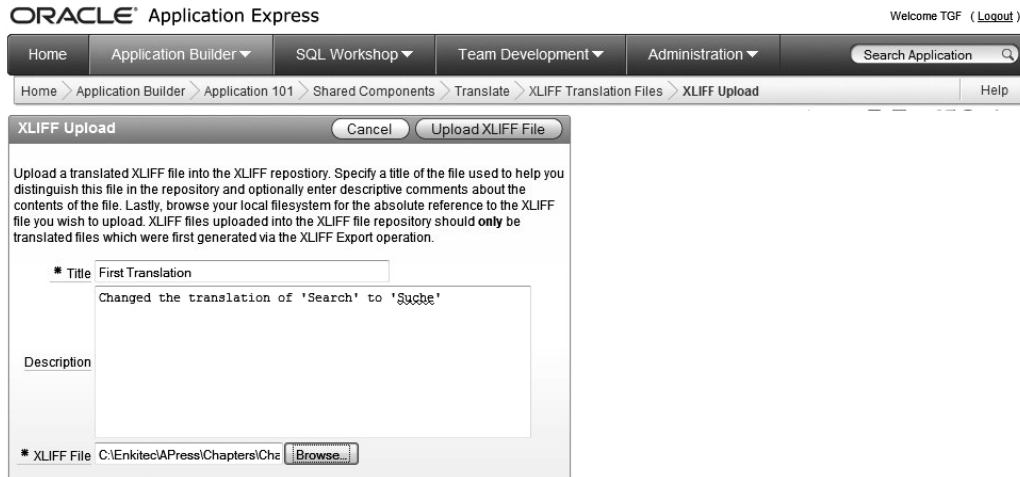 ORACLE® Application Express
Welcome TGF ( Logout )
Home Application Builder SQL Workshop Team Development Administration Search Application
Home Application Builder Application 101 Shared Components Translate XLIFF Translation Files XLIFF Upload Help
XLIFF Upload Cancel Upload XLIFF File
Upload a translated XLIFF file into the XLIFF repostiory. Specify a title of the file used to help you
distinguish this file in the repository and optionally enter descriptive comments about the
contents of the file. Lastly, browse your local filesystem for the absolute reference to the XLIFF
file you wish to upload. XLIFF files uploaded into the XLIFF file repository should only be
translated files which were first generated via the XLIFF Export operation.
* Title First Translation
Changed the translation of 'Search' to 'Suche'
Description
* XLIFF File C:\Enkitec\APress\Chapters\Cha Browse...